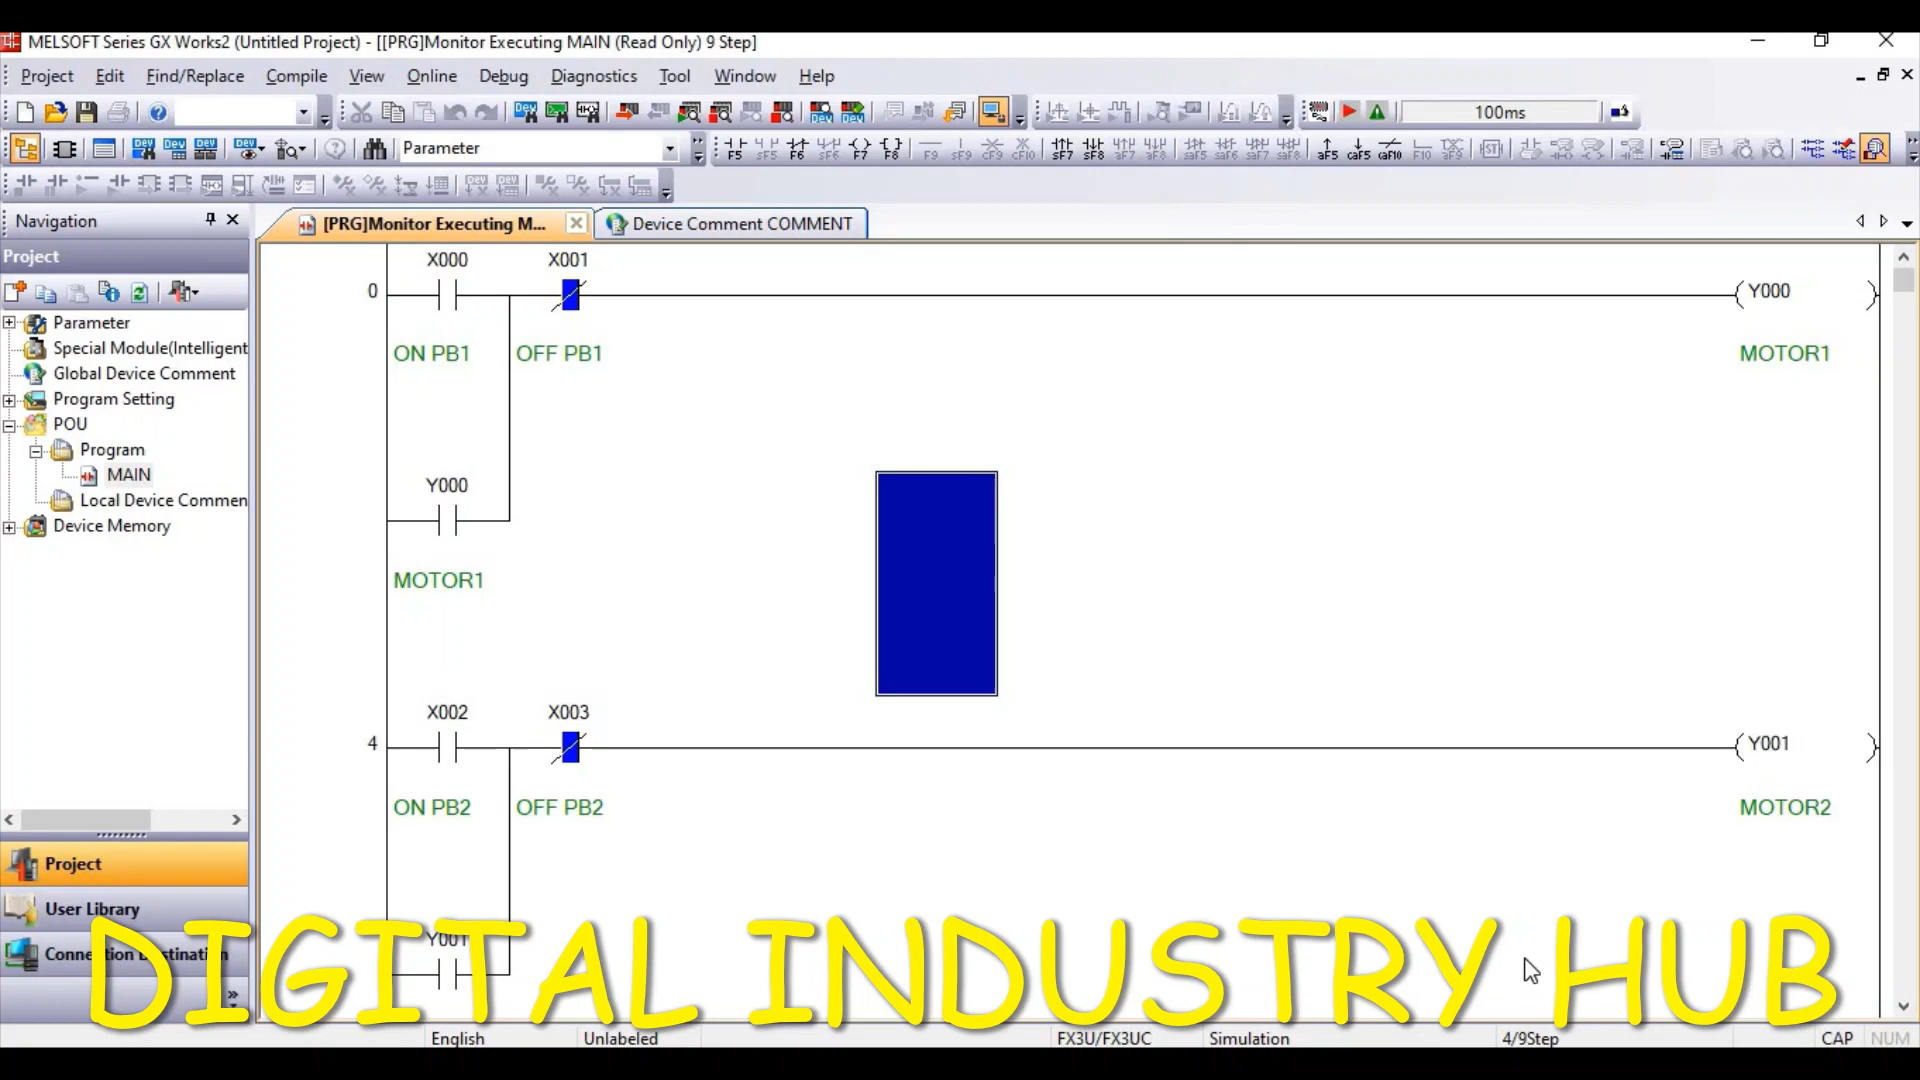 MELSOFT Series GX Works2 (Untitled Project) - [[PRG]Monitor Executing MAIN (Read Only) 9 Step]
Project Edit Find/Replace Compile View Online Debug Diagnostics Tool Window Help
100ms
Parameter
Navigation
[PRG]Monitor Executing M...
Device Comment COMMENT
Project
Parameter
Special Module(Intelligent
Global Device Comment
Program Setting
POU
Program
MAIN
Local Device Commen
Device Memory
Project
User Library
Connection Destination
X000 X001
0 Y000
ON PB1 OFF PB1 MOTOR1
Y000
MOTOR1
X002 X003
4 Y001
ON PB2 OFF PB2 MOTOR2
Y001
DIGITAL INDUSTRY HUB
English Unlabeled FX3U/FX3UC Simulation 4/9Step CAP NUM